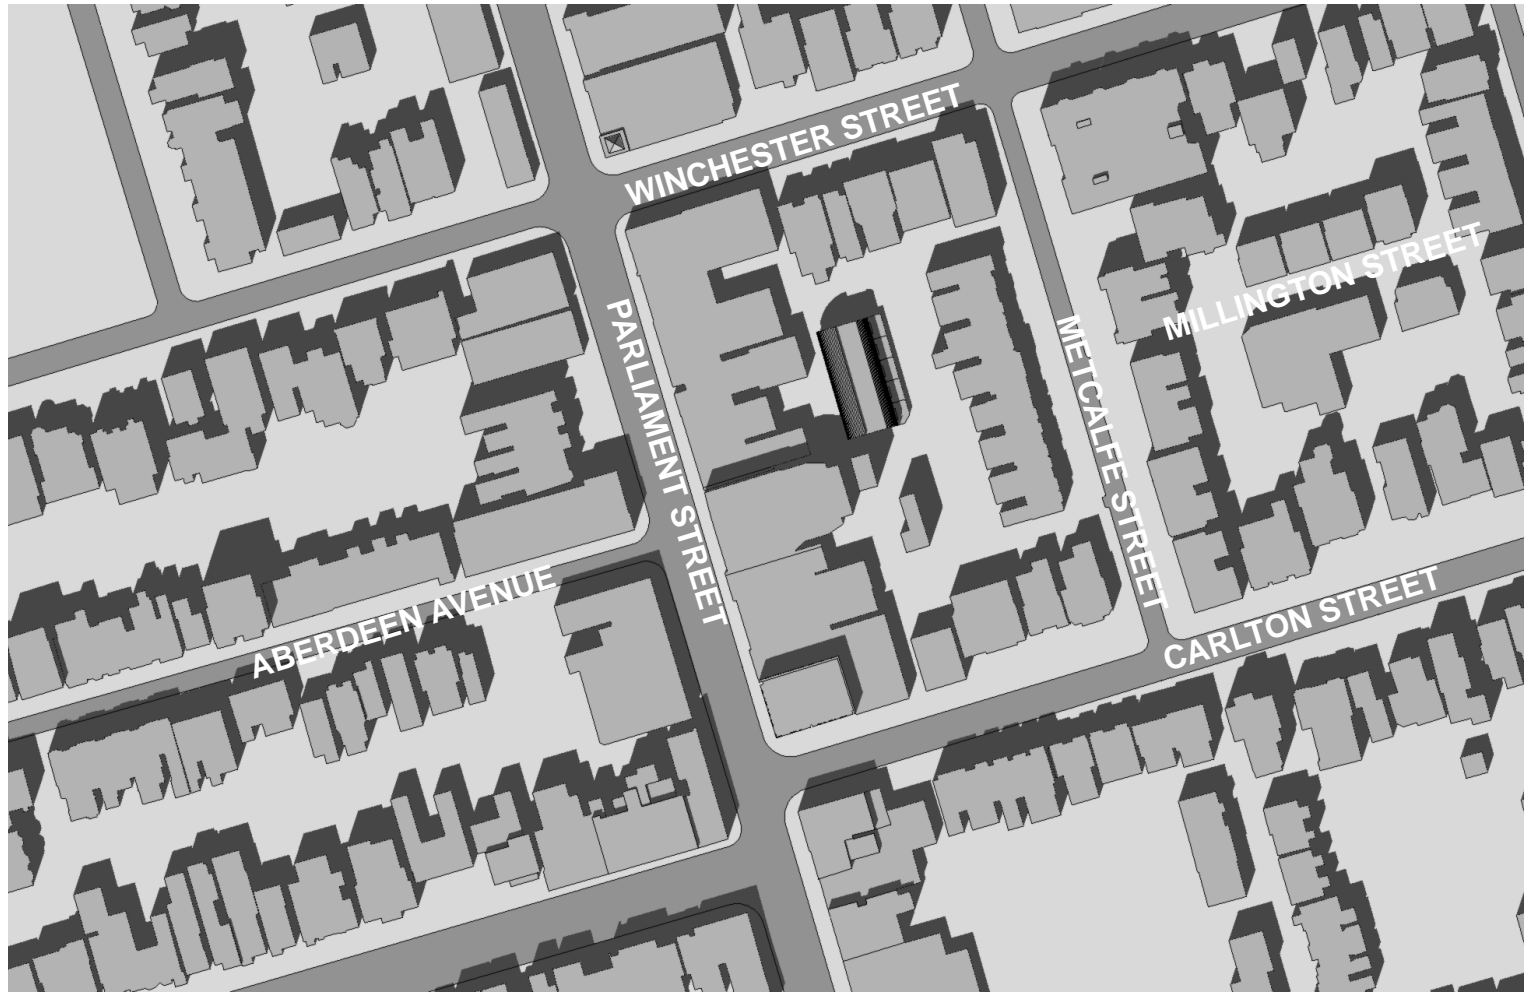 WINCHESTER STREET
PARLIAMENT STREET
METCALFE STREET
MILLINGTON STREET
ABERDEEN AVENUE
CARLTON STREET